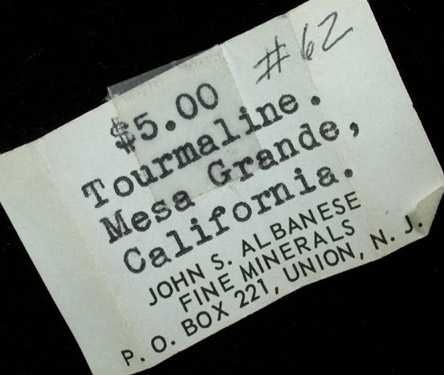 #62
$5.00
Tourmaline.
Mesa Grande,
California.
JOHN S. ALBANESE
FINE MINERALS
P. O. BOX 221, UNION, N. J.